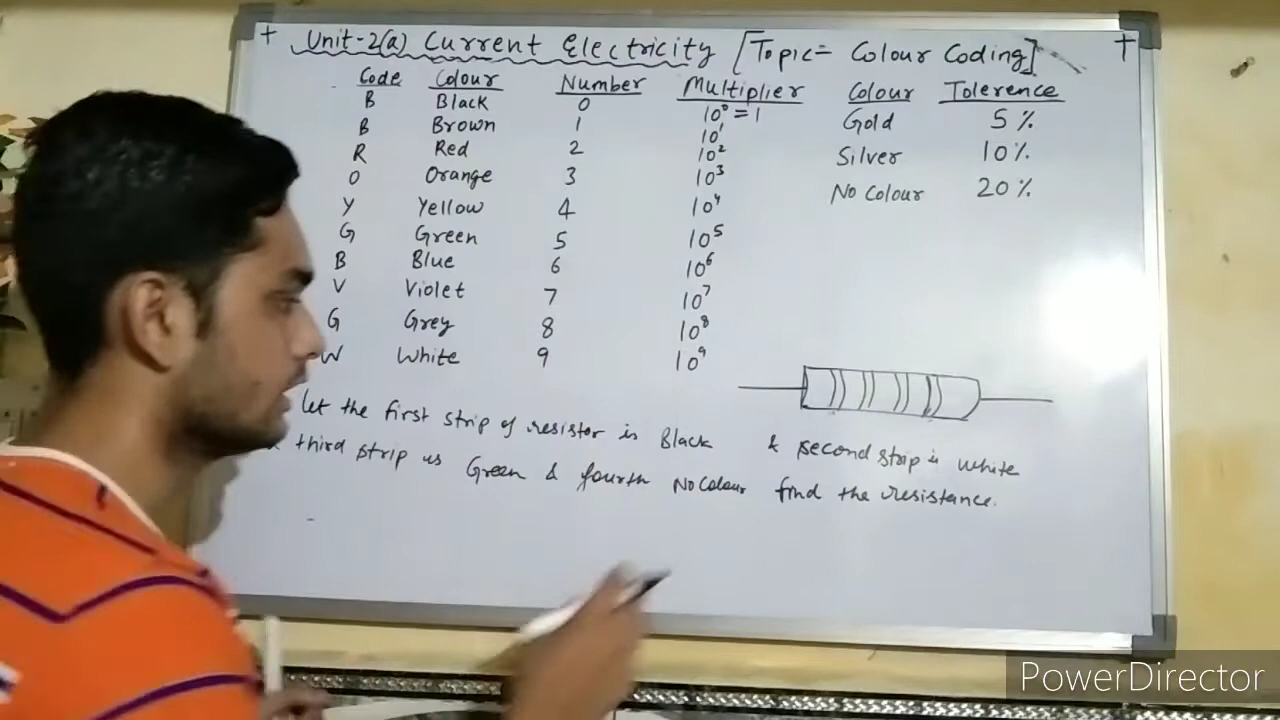 Unit-2(a) Current Electricity [Topic= Colour Coding]
Code Colour Number Multiplier Colour Tolerence
B Black 0 10⁰ = 1 Gold 5 %
B Brown 1 10¹
R Red 2 10² Silver 10 %
O Orange 3 10³ No Colour 20 %
Y Yellow 4 10⁴
G Green 5 10⁵
B Blue 6 10⁶
V Violet 7 10⁷
G Grey 8 10⁸
W White 9 10⁹
let the first strip of resistor is Black & second strip is white
third strip is Green & fourth No Colour find the resistance.
PowerDirector